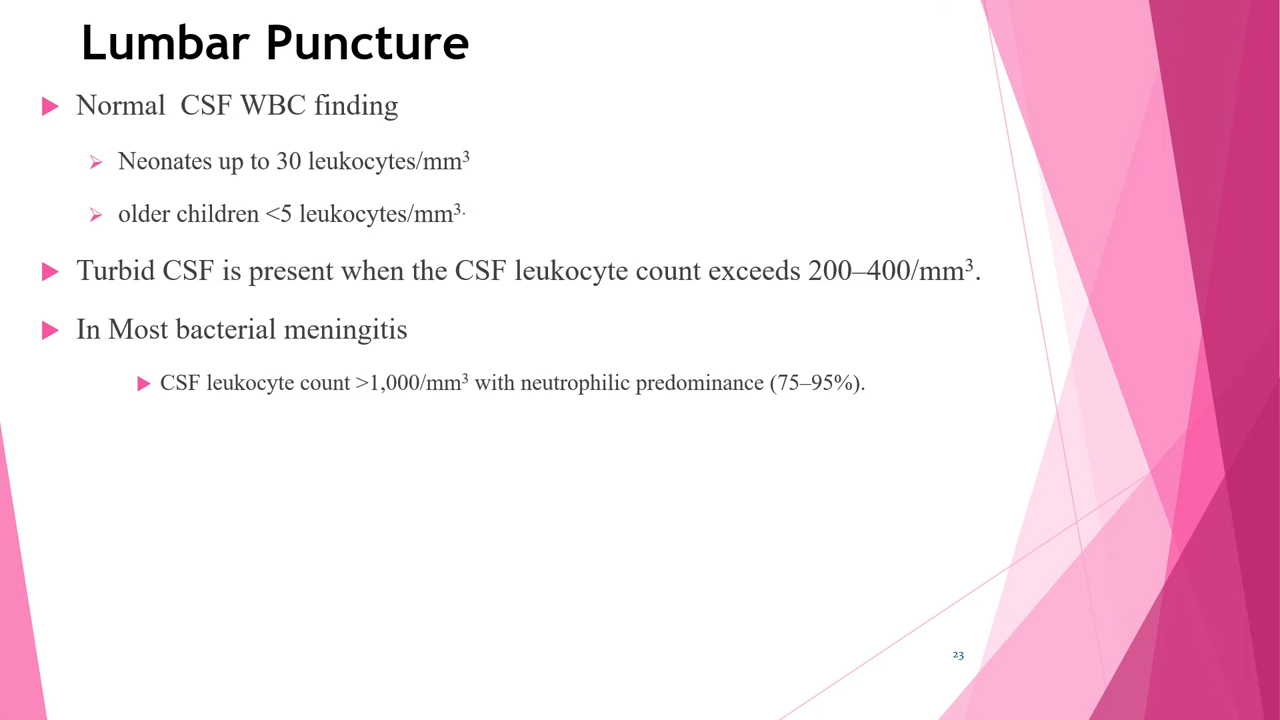 Lumbar Puncture
Normal  CSF WBC finding
Neonates up to 30 leukocytes/mm³
older children <5 leukocytes/mm³·
Turbid CSF is present when the CSF leukocyte count exceeds 200–400/mm³.
In Most bacterial meningitis
CSF leukocyte count >1,000/mm³ with neutrophilic predominance (75–95%).
23